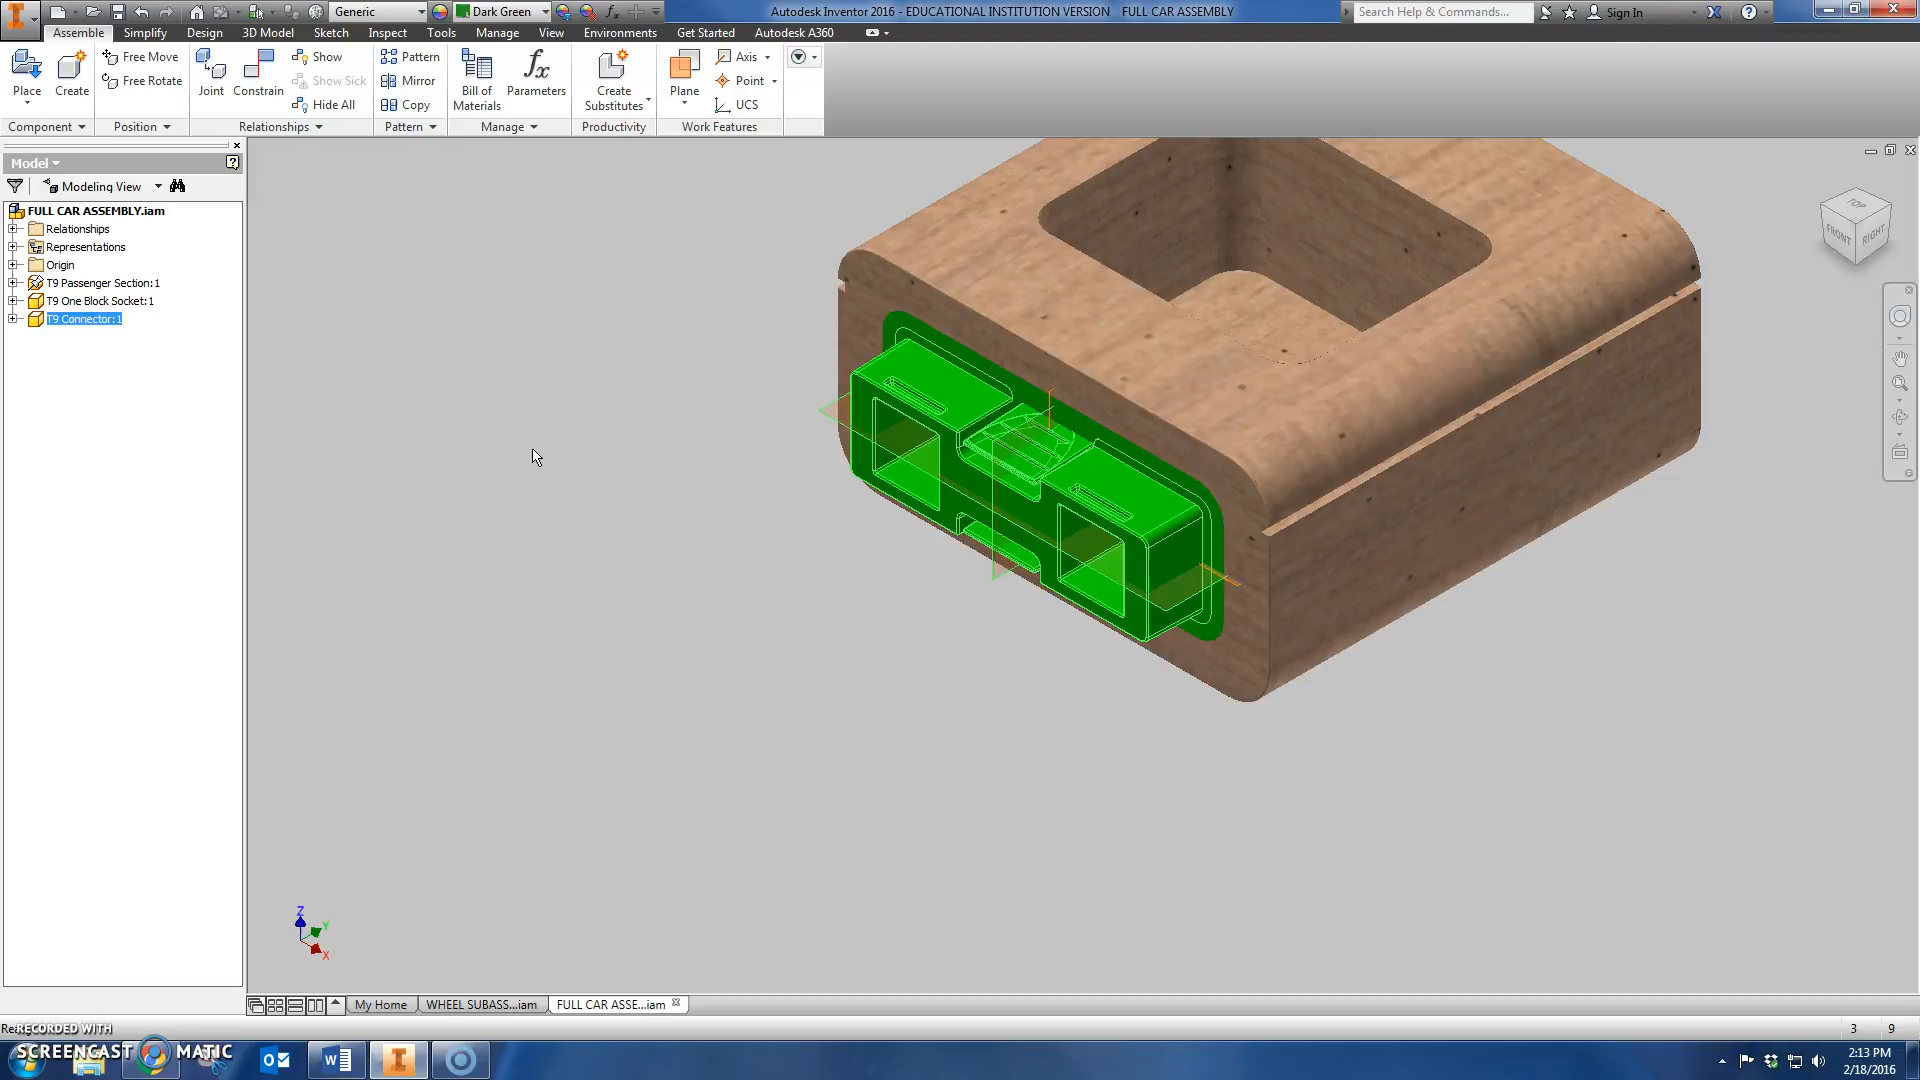 Generic
Dark Green
Autodesk Inventor 2016 - EDUCATIONAL INSTITUTION VERSION FULL CAR ASSEMBLY
Search Help & Commands...
Sign In
Assemble Simplify Design 3D Model Sketch Inspect Tools Manage View Environments Get Started Autodesk A360
Place
Create
Free Move
Free Rotate
Joint
Constrain
Show
Show Sick
Hide All
Pattern
Mirror
Copy
Bill of
Materials
fx
Parameters
Create
Substitutes
Plane
Axis
Point
UCS
Component Position Relationships Pattern Manage Productivity Work Features
Model
Modeling View
FULL CAR ASSEMBLY.iam
Relationships
Representations
Origin
T9 Passenger Section:1
T9 One Block Socket:1
T9 Connector:1
TOP
FRONT
RIGHT
Z
Y
X
My Home
WHEEL SUBASS...iam
FULL CAR ASSE...iam
3 9
RECORDED WITH
SCREENCAST MATIC
2:13 PM
2/18/2016